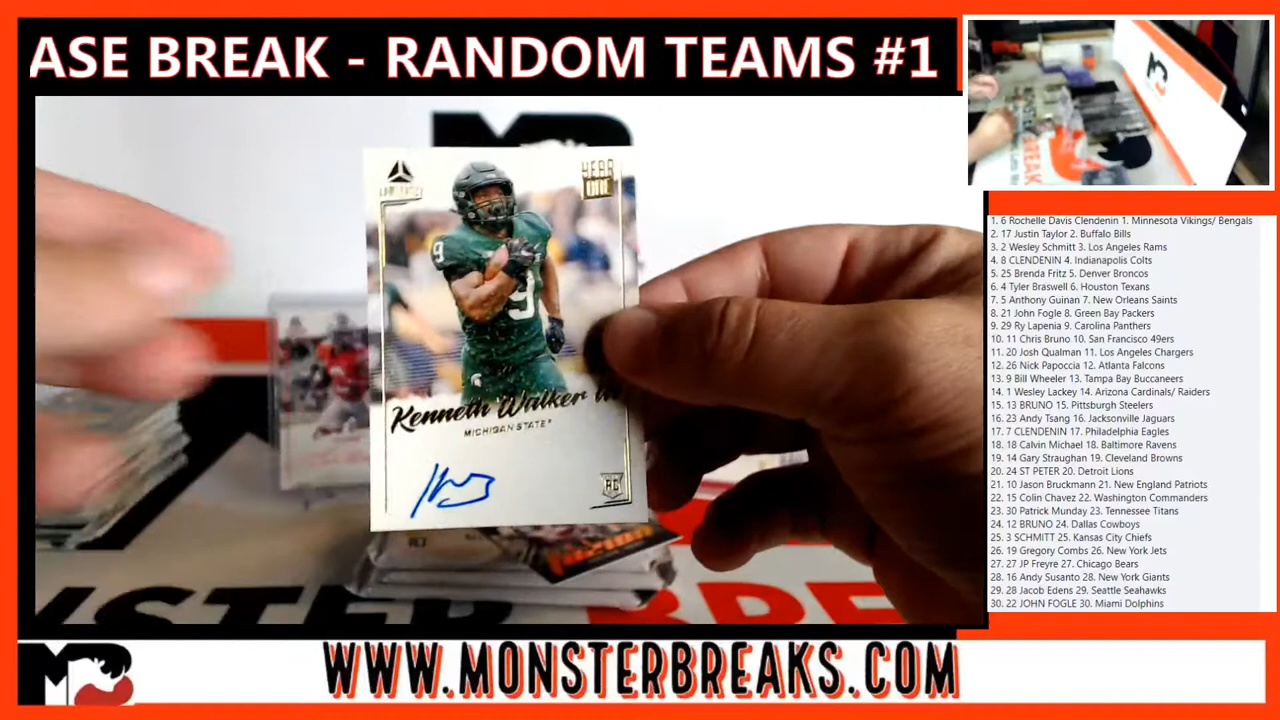 ASE BREAK - RANDOM TEAMS #1
YEAR
ONE
9
9
Kenneth Walker
MICHIGAN STATE
RC
1. 6 Rochelle Davis Clendenin 1. Minnesota Vikings/ Bengals
2. 17 Justin Taylor 2. Buffalo Bills
3. 2 Wesley Schmitt 3. Los Angeles Rams
4. 8 CLENDENIN 4. Indianapolis Colts
5. 25 Brenda Fritz 5. Denver Broncos
6. 4 Tyler Braswell 6. Houston Texans
7. 5 Anthony Guinan 7. New Orleans Saints
8. 21 John Fogle 8. Green Bay Packers
9. 29 Ry Lapenia 9. Carolina Panthers
10. 11 Chris Bruno 10. San Francisco 49ers
11. 20 Josh Qualman 11. Los Angeles Chargers
12. 26 Nick Papoccia 12. Atlanta Falcons
13. 9 Bill Wheeler 13. Tampa Bay Buccaneers
14. 1 Wesley Lackey 14. Arizona Cardinals/ Raiders
15. 13 BRUNO 15. Pittsburgh Steelers
16. 23 Andy Tsang 16. Jacksonville Jaguars
17. 7 CLENDENIN 17. Philadelphia Eagles
18. 18 Calvin Michael 18. Baltimore Ravens
19. 14 Gary Straughan 19. Cleveland Browns
20. 24 ST PETER 20. Detroit Lions
21. 10 Jason Bruckmann 21. New England Patriots
22. 15 Colin Chavez 22. Washington Commanders
23. 30 Patrick Munday 23. Tennessee Titans
24. 12 BRUNO 24. Dallas Cowboys
25. 3 SCHMITT 25. Kansas City Chiefs
26. 19 Gregory Combs 26. New York Jets
27. 27 JP Freyre 27. Chicago Bears
28. 16 Andy Susanto 28. New York Giants
29. 28 Jacob Edens 29. Seattle Seahawks
30. 22 JOHN FOGLE 30. Miami Dolphins
WWW.MONSTERBREAKS.COM